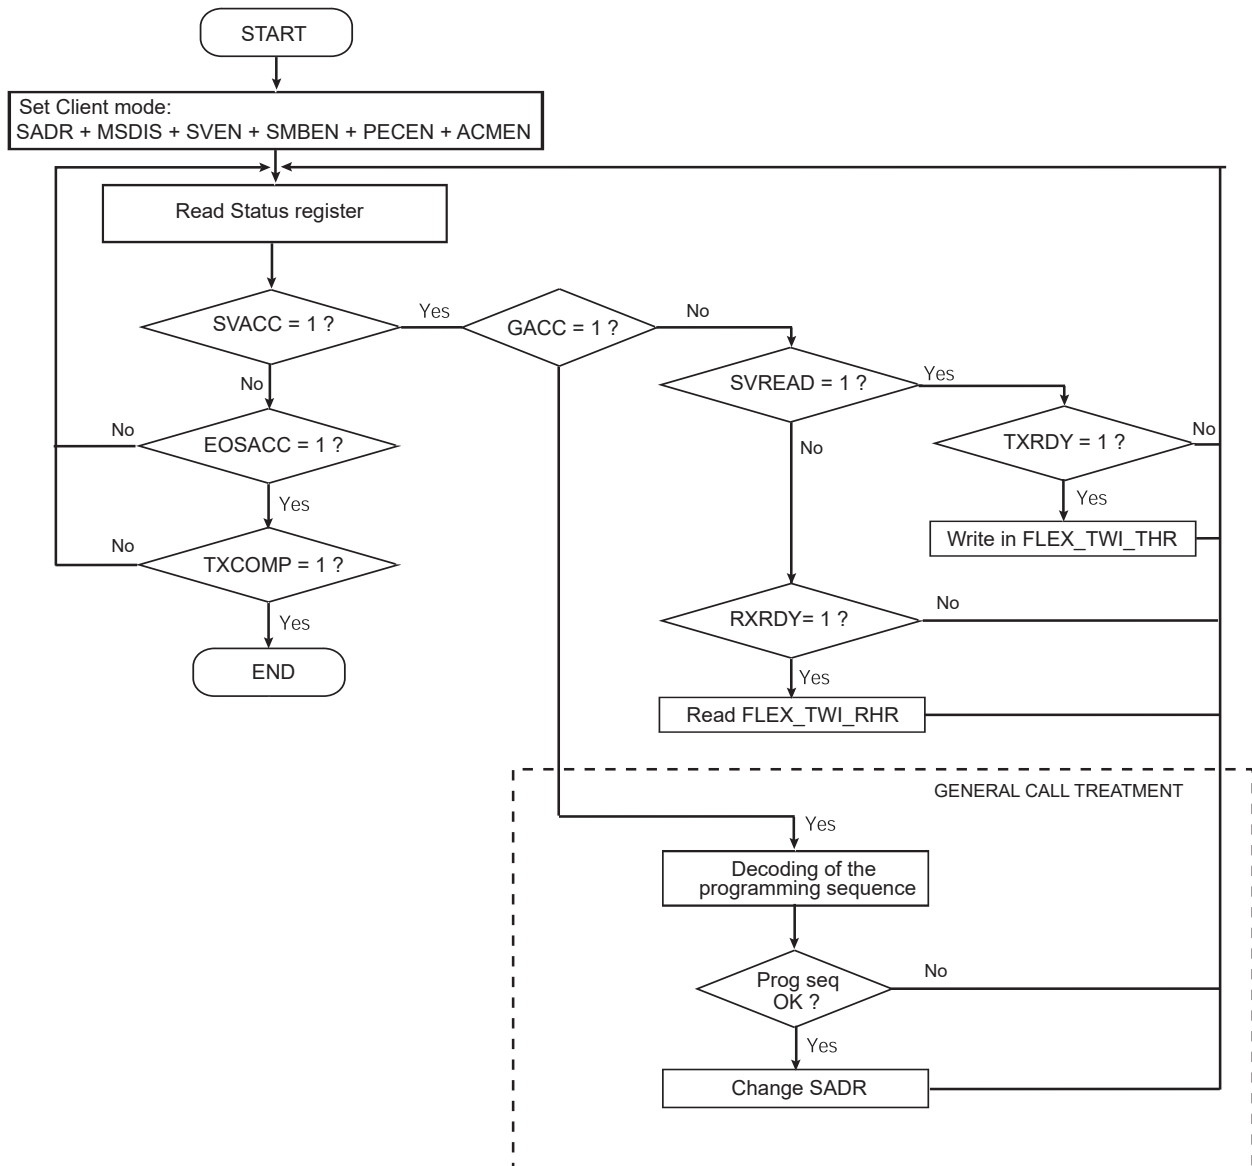 START
Set Client mode:
SADR + MSDIS + SVEN + SMBEN + PECEN + ACMEN
Read Status register
SVACC = 1 ?
Yes
GACC = 1 ?
No
SVREAD = 1 ?
Yes
No
EOSACC = 1 ?
No
TXRDY = 1 ?
No
No
Yes
Yes
Write in FLEX_TWI_THR
TXCOMP = 1 ?
No
RXRDY= 1 ?
No
Yes
END
Yes
Read FLEX_TWI_RHR
GENERAL CALL TREATMENT
Yes
Decoding of the
programming sequence
Prog seq
OK ?
No
Yes
Change SADR